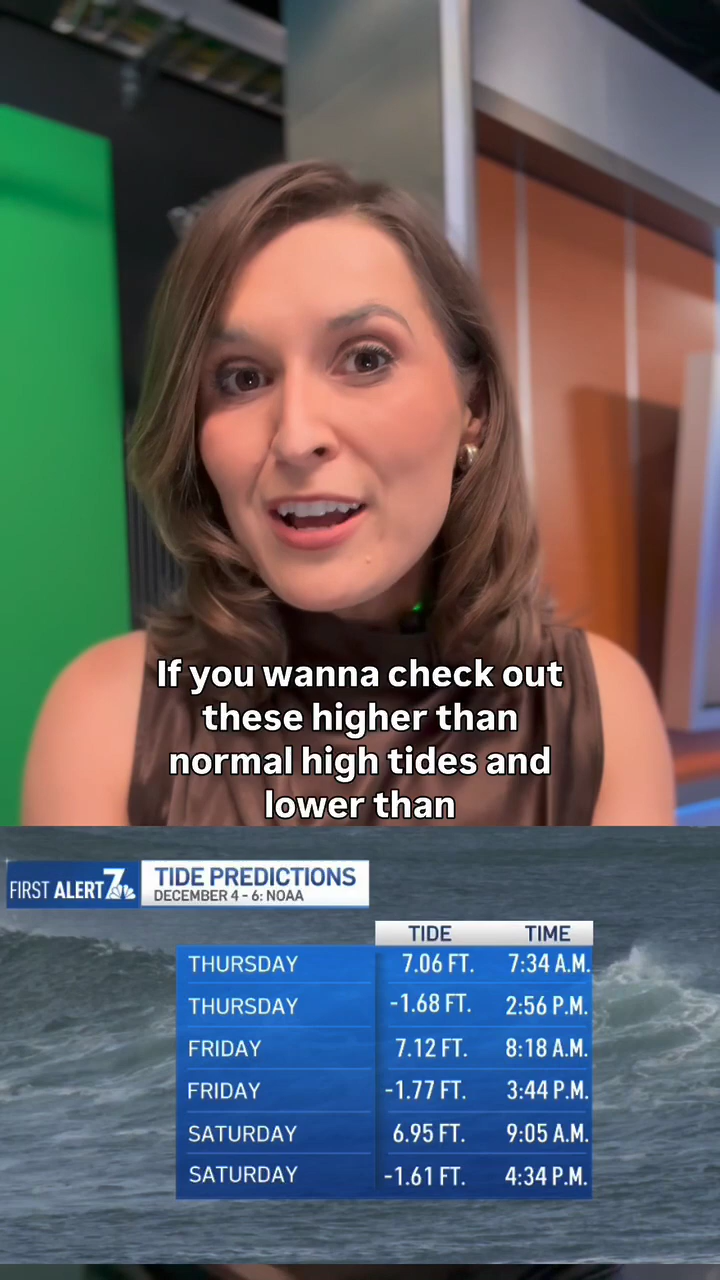 If you wanna check out
these higher than
normal high tides and
lower than
FIRST ALERT 7
TIDE PREDICTIONS
DECEMBER 4 - 6: NOAA
TIDE TIME
THURSDAY 7.06 FT. 7:34 A.M.
THURSDAY -1.68 FT. 2:56 P.M.
FRIDAY 7.12 FT. 8:18 A.M.
FRIDAY -1.77 FT. 3:44 P.M.
SATURDAY 6.95 FT. 9:05 A.M.
SATURDAY -1.61 FT. 4:34 P.M.